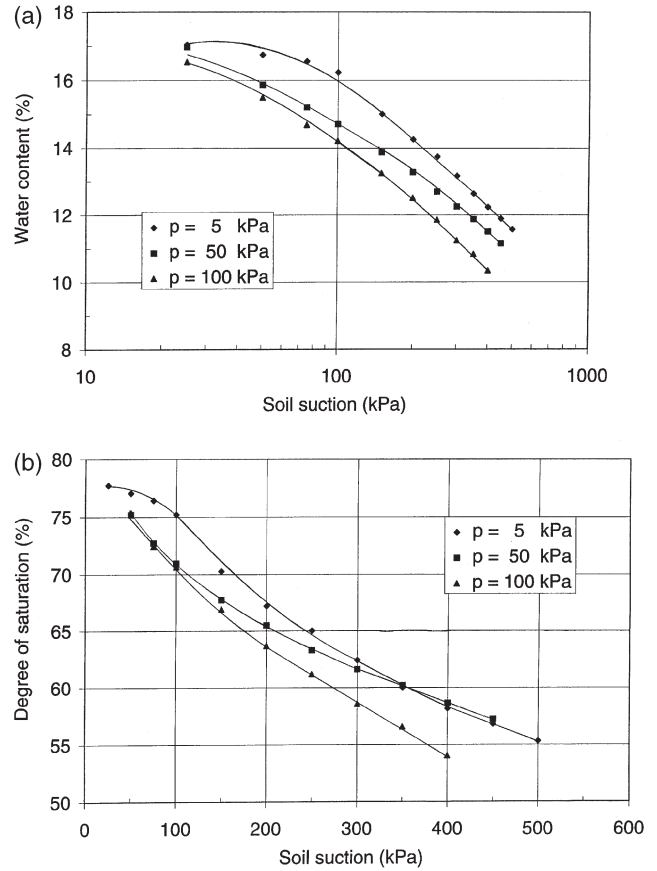 (a)
18
16
14
12
10
8
Water content (%)
p = 5 kPa
p = 50 kPa
p = 100 kPa
10 100 1000
Soil suction (kPa)
(b)
80
75
70
65
60
55
50
Degree of saturation (%)
p = 5 kPa
p = 50 kPa
p = 100 kPa
0 100 200 300 400 500 600
Soil suction (kPa)